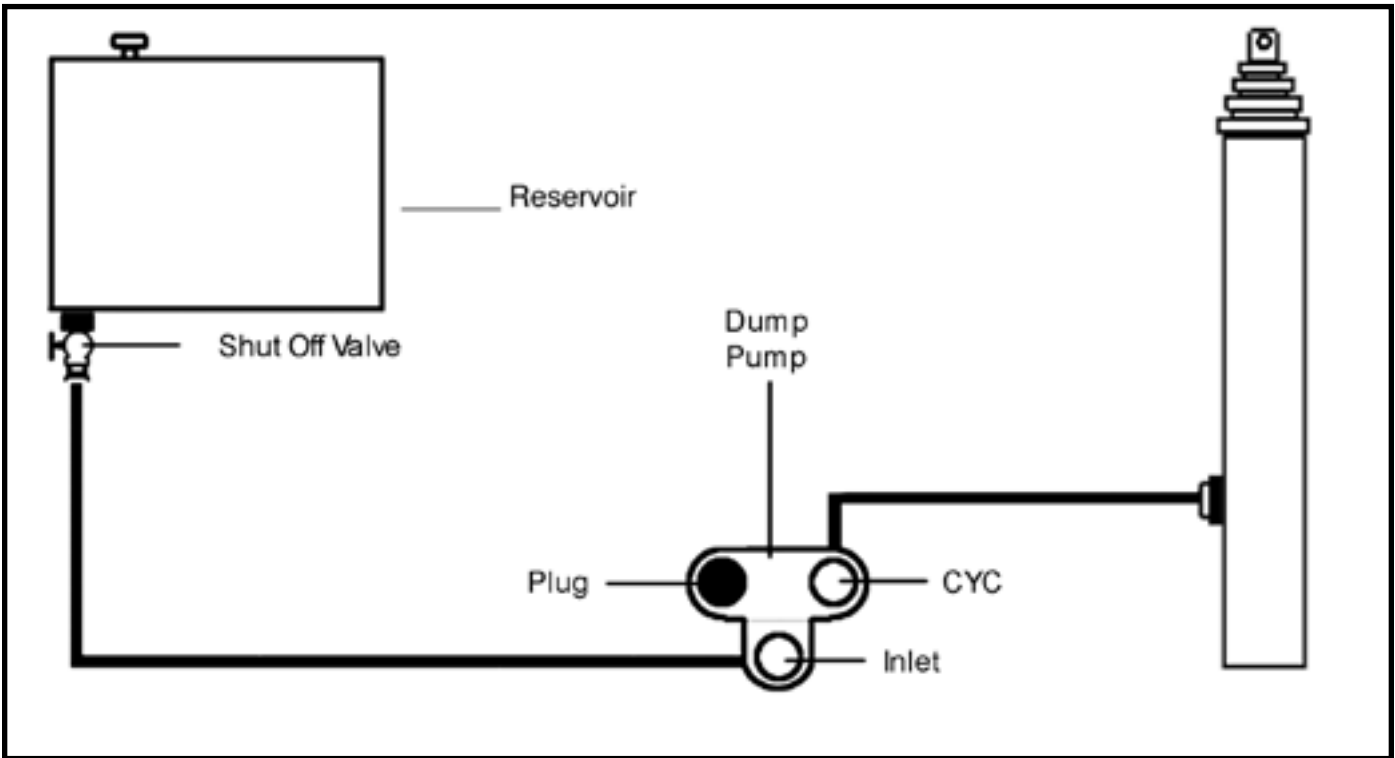 Reservoir
Shut Off Valve
Dump
Pump
Plug
CYC
Inlet